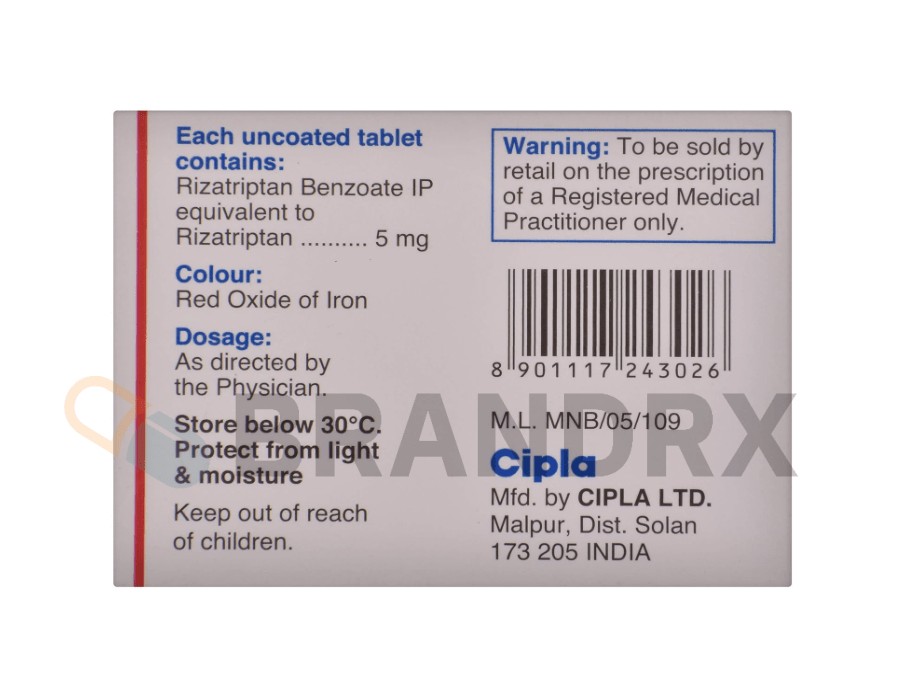 Each uncoated tablet
contains:
Rizatriptan Benzoate IP
equivalent to
Rizatriptan .......... 5 mg
Colour:
Red Oxide of Iron
Dosage:
As directed by
the Physician.
Store below 30°C.
Protect from light
& moisture
Keep out of reach
of children.
Warning: To be sold by
retail on the prescription
of a Registered Medical
Practitioner only.
8 901117 243026
M.L. MNB/05/109
Cipla
Mfd. by CIPLA LTD.
Malpur, Dist. Solan
173 205 INDIA
BRANDRX